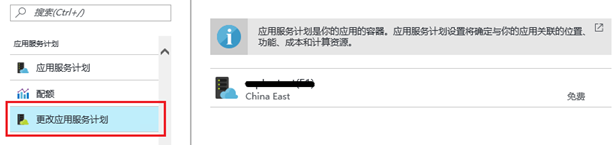 搜索(Ctrl+/)
应用服务计划
应用服务计划
配额
更改应用服务计划
应用服务计划是你的应用的容器。应用服务计划设置将确定与你的应用关联的位置、
功能、成本和计算资源。
China East
免费